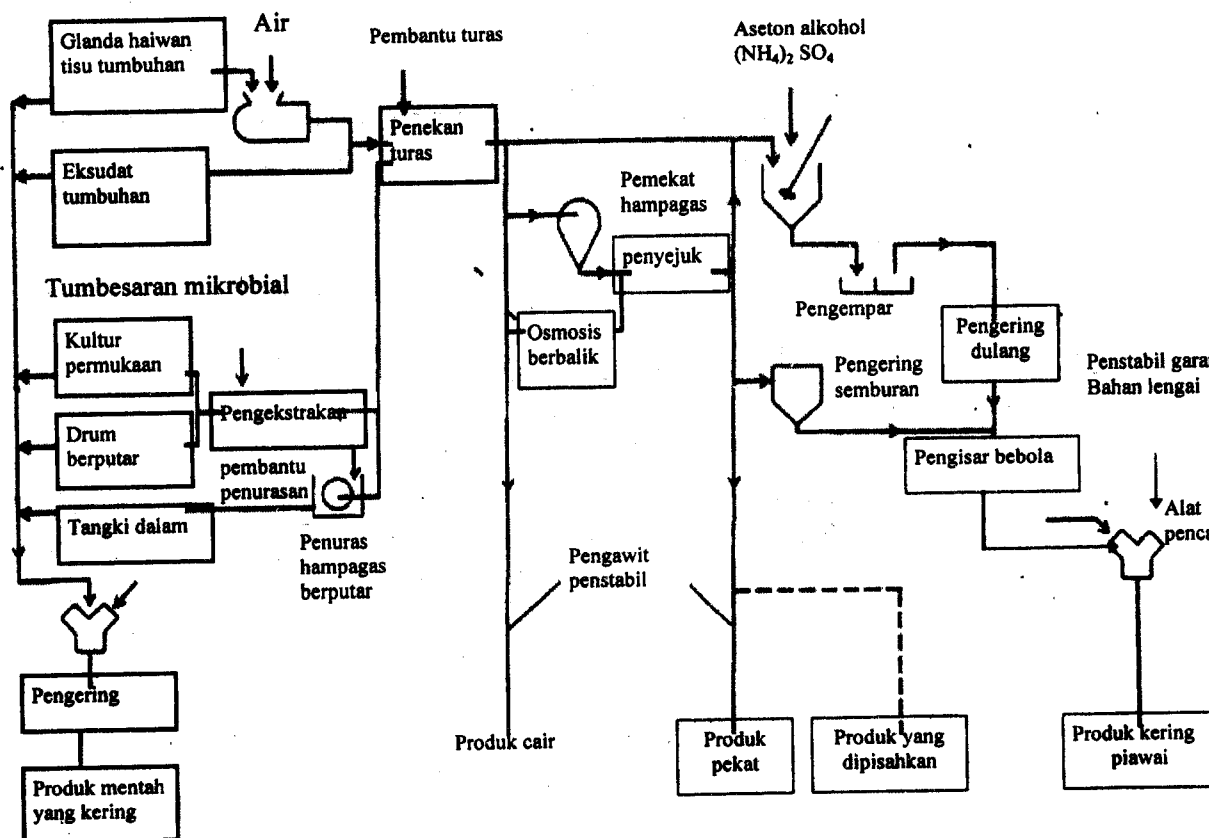 Glanda haiwan
tisu tumbuhan
Air
Pembantu turas
Aseton alkohol
(NH₄)₂ SO₄
Penekan
turas
Eksudat
tumbuhan
Pemekat
hampagas
penyejuk
Tumbesaran mikrobial
Pengempar
Kultur
permukaan
Osmosis
berbalik
Pengering
dulang
Pengering
semburan
Penstabil gara
Bahan lengai
Pengekstrakan
Drum
berputar
pembantu
penurasan
Pengisar bebola
Tangki dalam
Alat
penca
Penuras
hampagas
berputar
Pengawit
penstabil
Pengering
Produk cair
Produk
pekat
Produk yang
dipisahkan
Produk kering
piawai
Produk mentah
yang kering